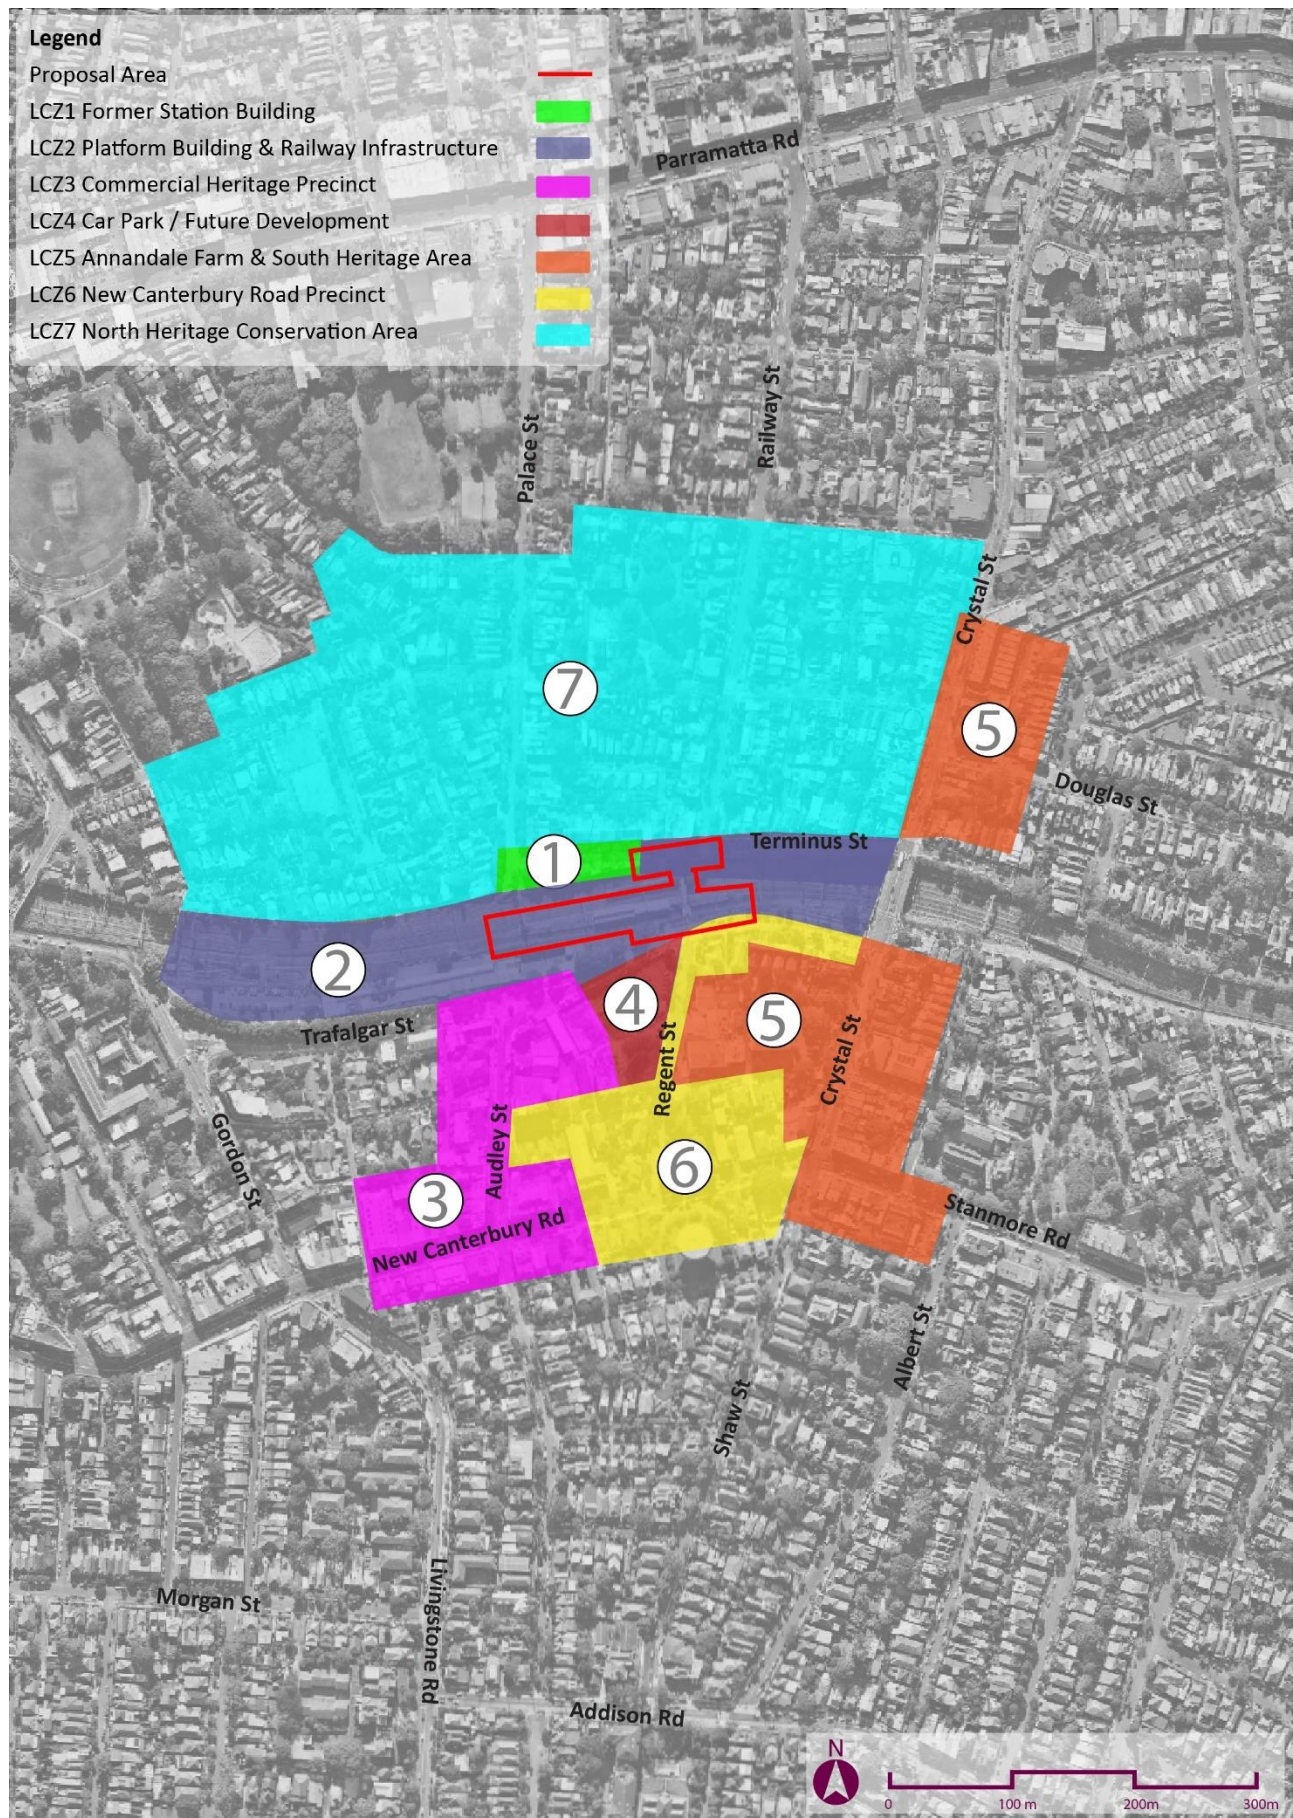 Legend
Proposal Area
LCZ1 Former Station Building
LCZ2 Platform Building & Railway Infrastructure
LCZ3 Commercial Heritage Precinct
LCZ4 Car Park / Future Development
LCZ5 Annandale Farm & South Heritage Area
LCZ6 New Canterbury Road Precinct
LCZ7 North Heritage Conservation Area
Parramatta Rd
Palace St
Railway St
Crystal St
7
5
Douglas St
1
Terminus St
2
4
5
Trafalgar St
Regent St
Crystal St
Gordon St
Audley St
6
3
New Canterbury Rd
Stanmore Rd
Albert St
Shaw St
Livingstone Rd
Morgan St
Addison Rd
N
0 100 m 200m 300m